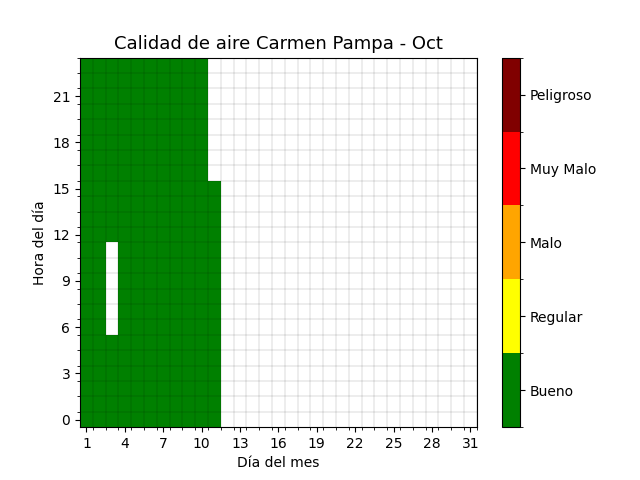 Calidad de aire Carmen Pampa - Oct
21
18
15
12
9
6
3
0
Hora del día
1 4 7 10 13 16 19 22 25 28 31
Día del mes
Peligroso
Muy Malo
Malo
Regular
Bueno